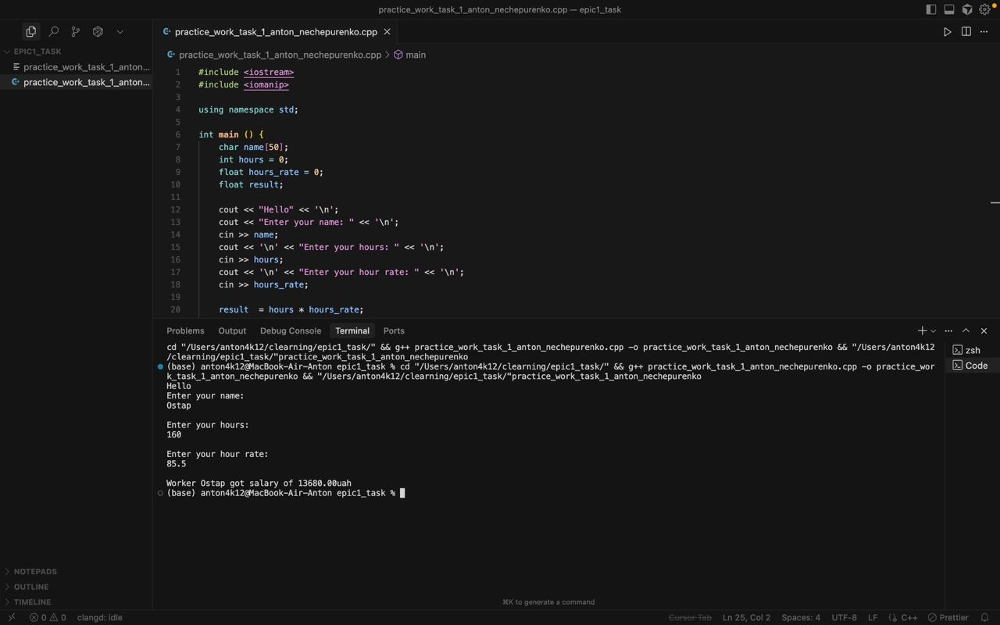 practice_work_task_1_anton_nechepurenko.cpp — epic1_task
practice_work_task_1_anton_nechepurenko.cpp
EPIC1_TASK
practice_work_task_1_anton...
practice_work_task_1_anton...
practice_work_task_1_anton_nechepurenko.cpp > main
1 #include <iostream>
2 #include <iomanip>
3
4 using namespace std;
5
6 int main () {
7 char name[50];
8 int hours = 0;
9 float hours_rate = 0;
10 float result;
11
12 cout << "Hello" << '\n';
13 cout << "Enter your name: " << '\n';
14 cin >> name;
15 cout << '\n' << "Enter your hours: " << '\n';
16 cin >> hours;
17 cout << '\n' << "Enter your hour rate: " << '\n';
18 cin >> hours_rate;
19
20 result  = hours * hours_rate;
Problems Output Debug Console Terminal Ports
cd "/Users/anton4k12/clearning/epic1_task/" && g++ practice_work_task_1_anton_nechepurenko.cpp -o practice_work_task_1_anton_nechepurenko && "/Users/anton4k12
/clearning/epic1_task/"practice_work_task_1_anton_nechepurenko
(base) anton4k12@MacBook-Air-Anton epic1_task % cd "/Users/anton4k12/clearning/epic1_task/" && g++ practice_work_task_1_anton_nechepurenko.cpp -o practice_wor
k_task_1_anton_nechepurenko && "/Users/anton4k12/clearning/epic1_task/"practice_work_task_1_anton_nechepurenko
Hello
Enter your name:
Ostap
Enter your hours:
160
Enter your hour rate:
85.5
Worker Ostap got salary of 13680.00uah
(base) anton4k12@MacBook-Air-Anton epic1_task %
zsh
Code
NOTEPADS
OUTLINE
TIMELINE
⌘K to generate a command
0 0 clangd: idle Cursor Tab Ln 25, Col 2 Spaces: 4 UTF-8 LF C++ Prettier